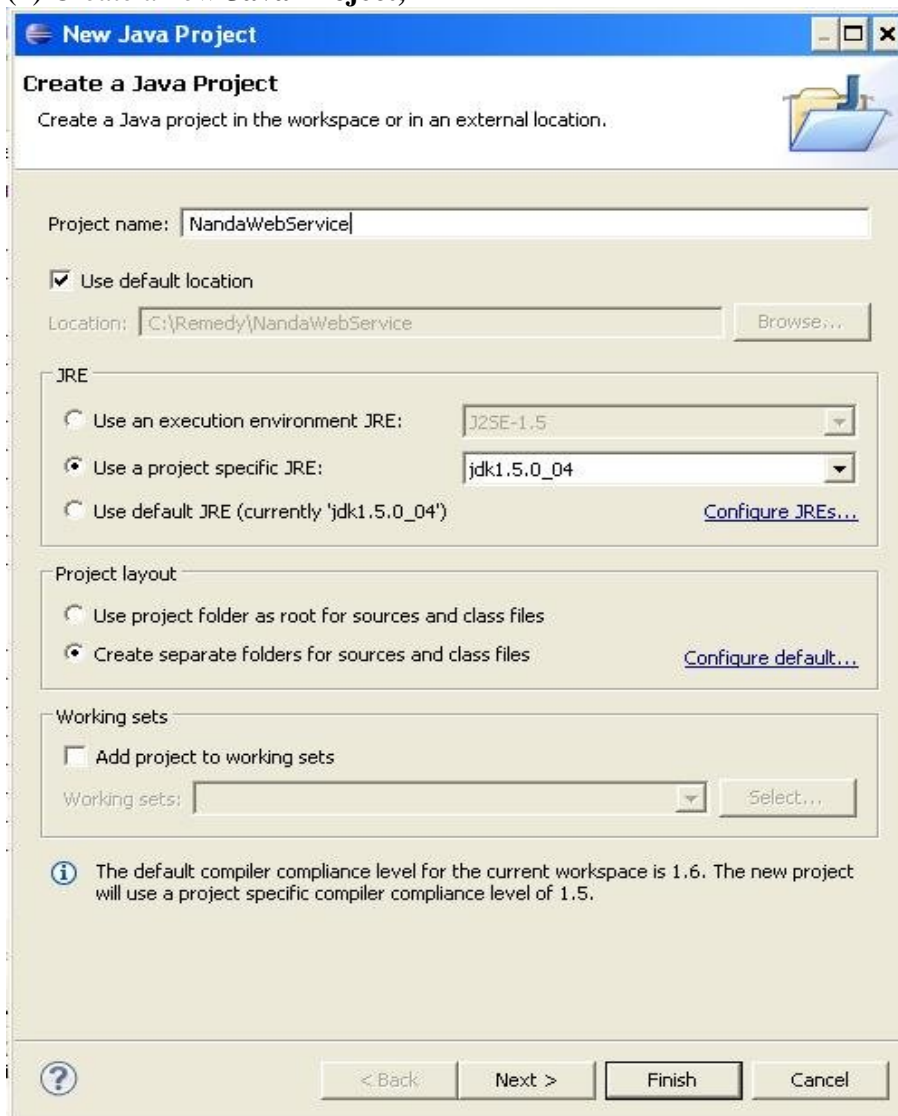 Create a new Java Project,
New Java Project
Create a Java Project
Create a Java project in the workspace or in an external location.
Project name: NandaWebService
Use default location
Location: C:\Remedy\NandaWebService Browse...
JRE
Use an execution environment JRE: J2SE-1.5
Use a project specific JRE: jdk1.5.0_04
Use default JRE (currently 'jdk1.5.0_04') Configure JREs...
Project layout
Use project folder as root for sources and class files
Create separate folders for sources and class files Configure default...
Working sets
Add project to working sets
Working sets: Select...
The default compiler compliance level for the current workspace is 1.6. The new project
will use a project specific compiler compliance level of 1.5.
? < Back Next > Finish Cancel